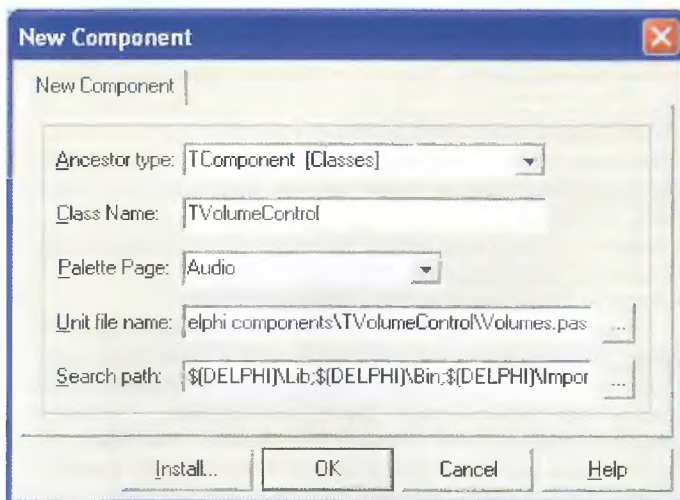 New Component
New Component
Ancestor type: TComponent [Classes]
Class Name: TVolumeControl
Palette Page: Audio
Unit file name: elphi components\TVolumeControl\Volumes.pas ...
Search path: $(DELPHI)\Lib;$(DELPHI)\Bin;$(DELPHI)\Impor ...
Install... OK Cancel Help